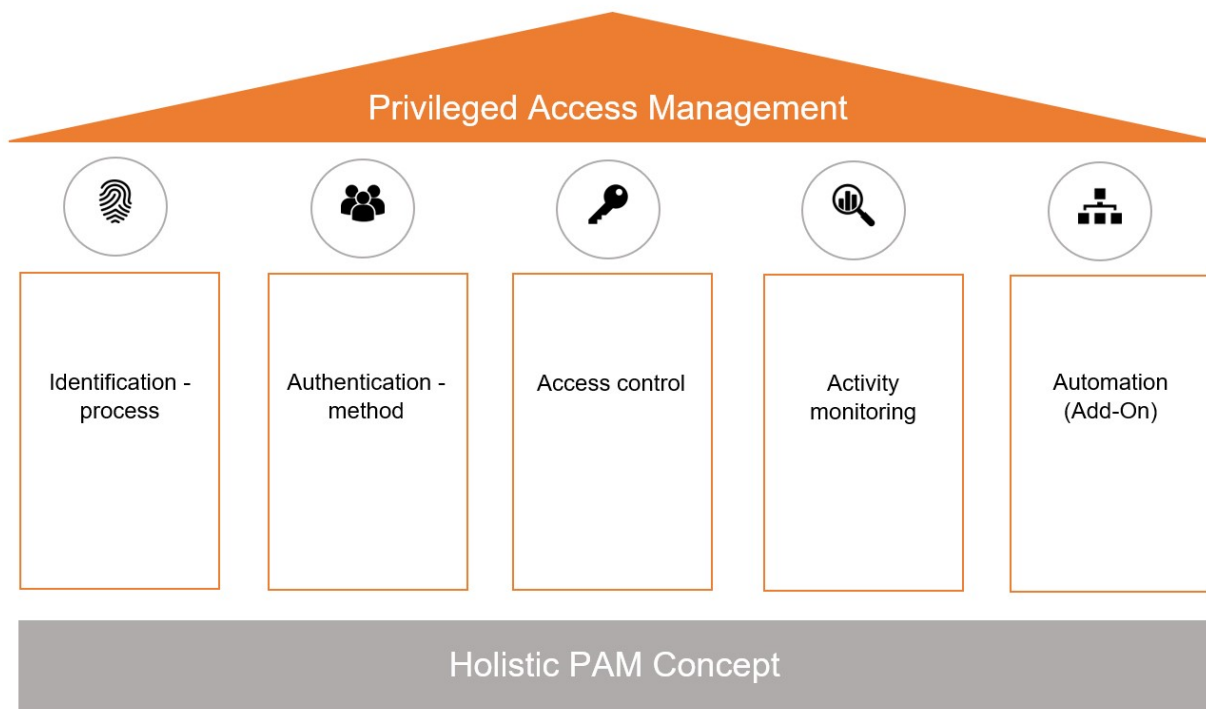 Privileged Access Management
Identification -
process
Authentication -
method
Access control
Activity
monitoring
Automation
(Add-On)
Holistic PAM Concept